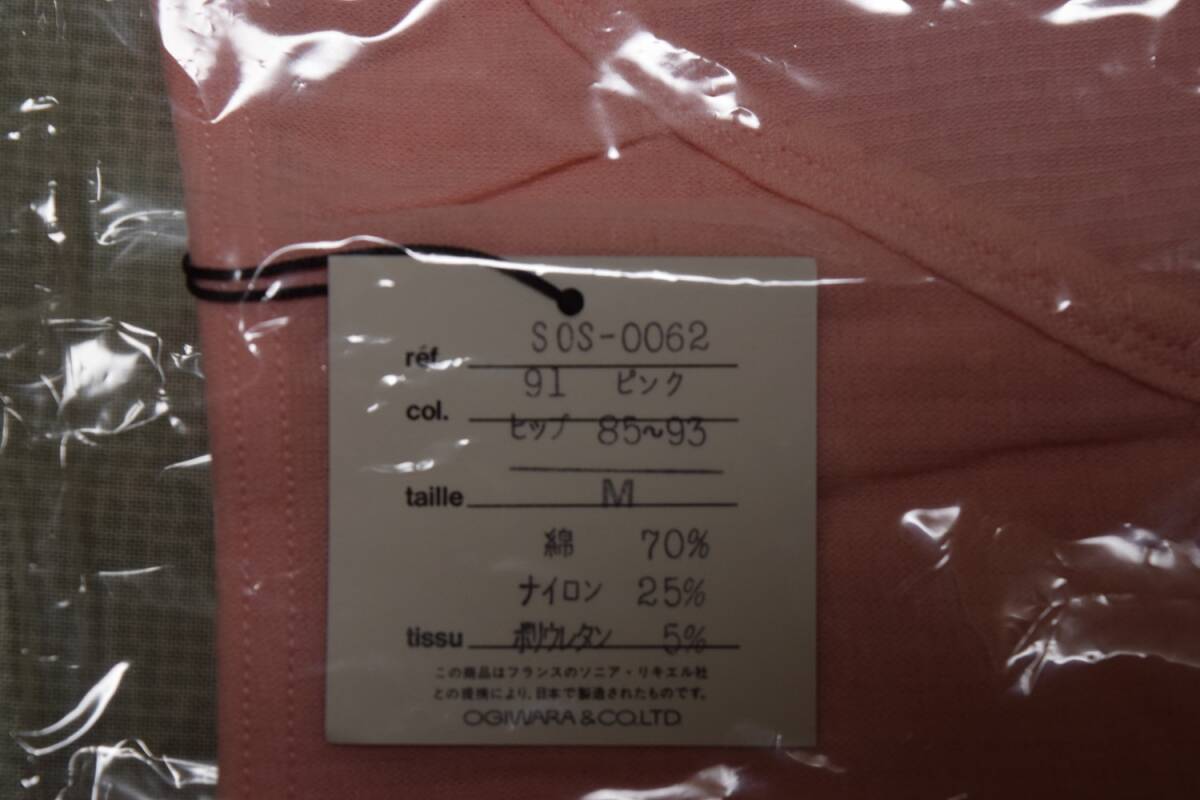 réf. SOS-0062
col. 91 ピンク
ヒップ 85~93
taille M
綿 70%
ナイロン 25%
tissu ポリウレタン 5%
この商品はフランスのソニア・リキエル社
との提携により、日本で製造されたものです。
OGIWARA & CO.LTD.